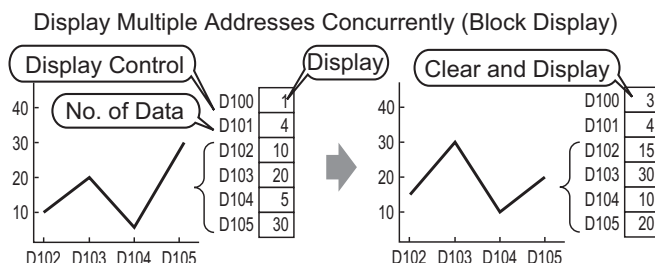 Display Multiple Addresses Concurrently (Block Display)
Display Control
Display
Clear and Display
No. of Data
D100 1
D101 4
D102 10
D103 20
D104 5
D105 30
40
30
20
10
D102 D103 D104 D105
D100 3
D101 4
D102 15
D103 30
D104 10
D105 20
40
30
20
10
D102 D103 D104 D105